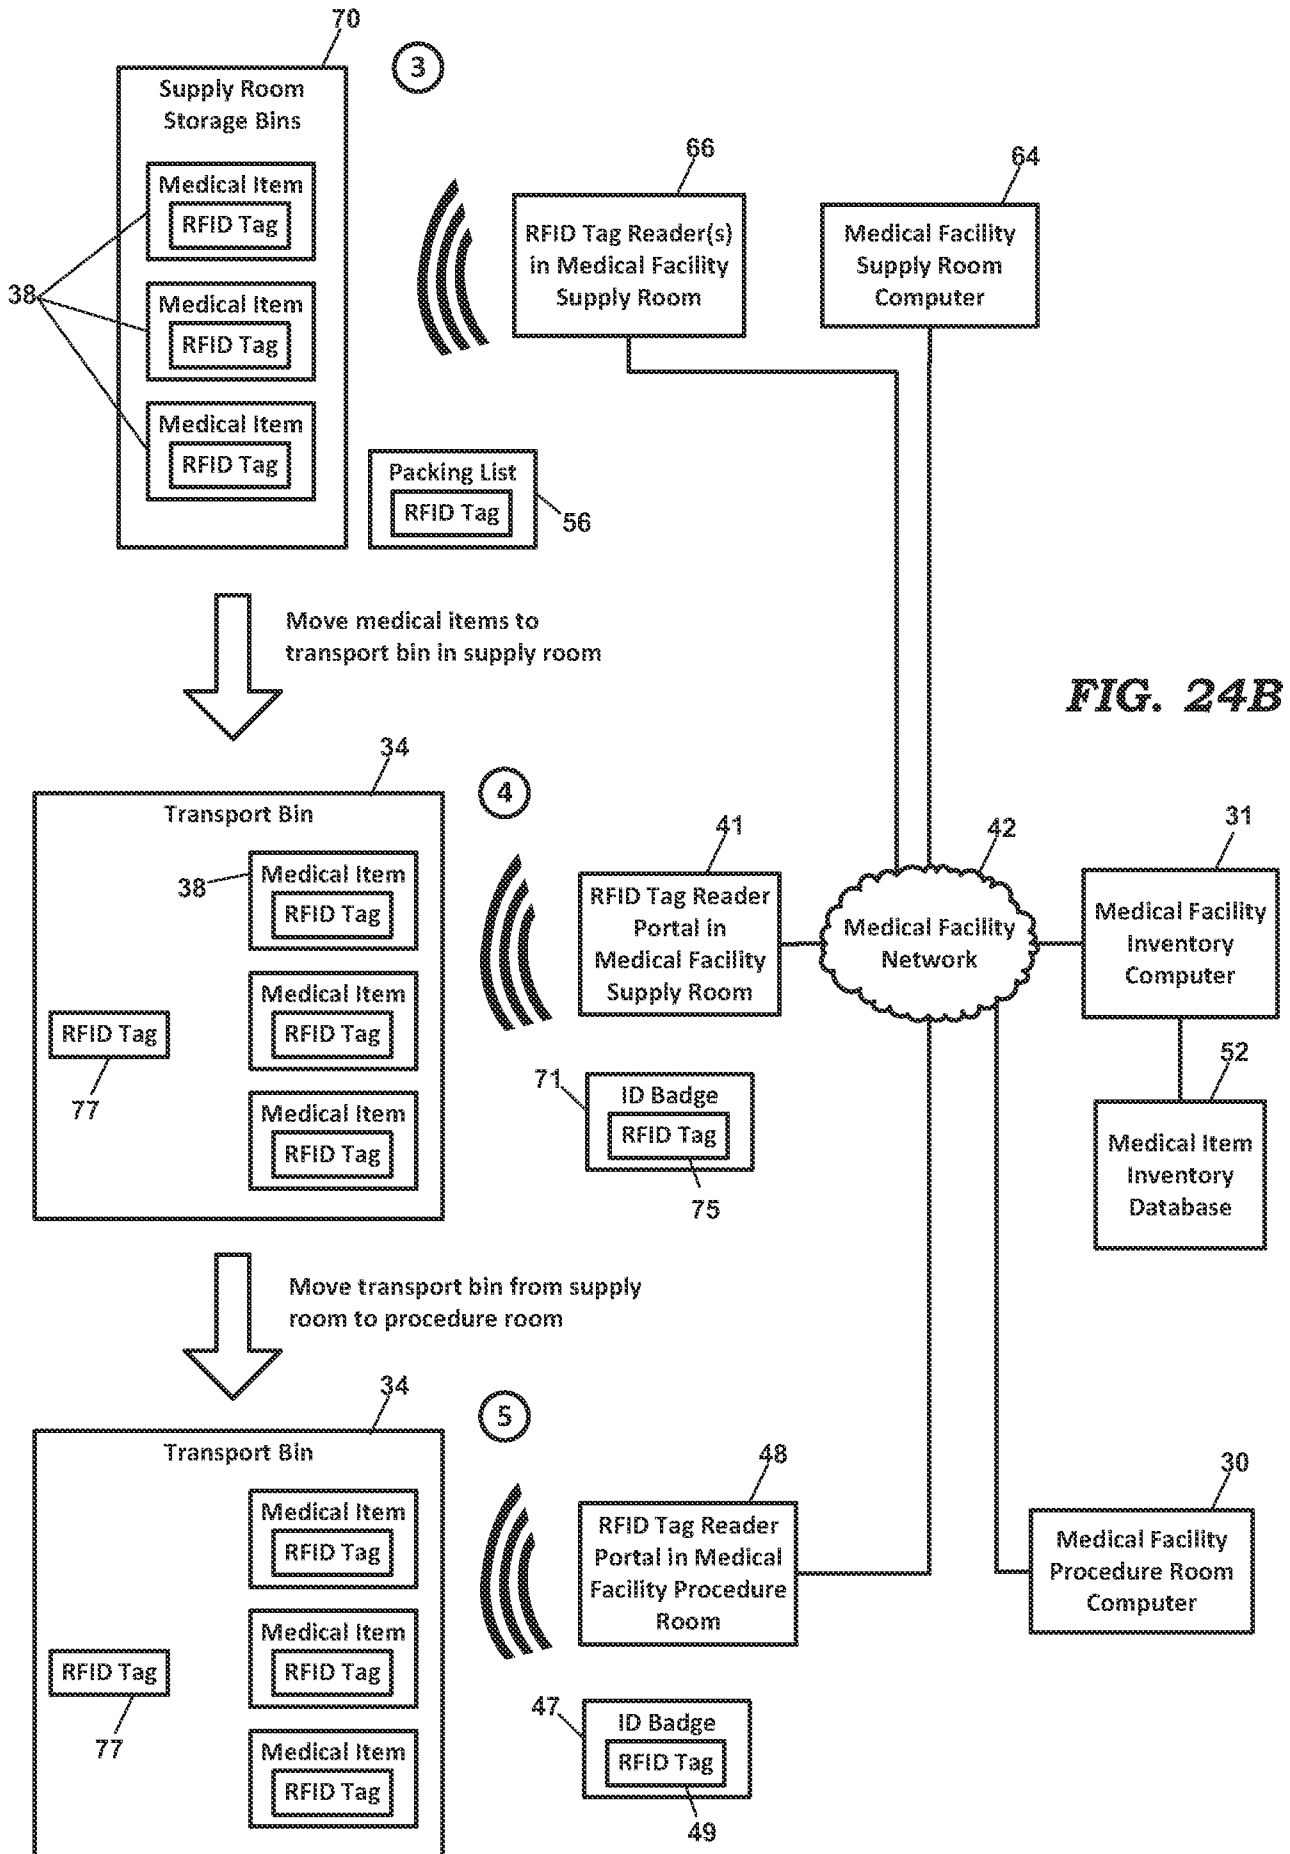 70
3
Supply Room
Storage Bins
Medical Item
RFID Tag
Medical Item
RFID Tag
Medical Item
RFID Tag
38
66
RFID Tag Reader(s)
in Medical Facility
Supply Room
64
Medical Facility
Supply Room
Computer
Packing List
RFID Tag
56
Move medical items to
transport bin in supply room
FIG. 24B
34
4
Transport Bin
38
Medical Item
RFID Tag
Medical Item
RFID Tag
Medical Item
RFID Tag
RFID Tag
77
41
RFID Tag Reader
Portal in
Medical Facility
Supply Room
42
Medical Facility
Network
31
Medical Facility
Inventory
Computer
71
ID Badge
RFID Tag
75
52
Medical Item
Inventory
Database
Move transport bin from supply
room to procedure room
34
5
Transport Bin
Medical Item
RFID Tag
Medical Item
RFID Tag
Medical Item
RFID Tag
RFID Tag
77
48
RFID Tag Reader
Portal in Medical
Facility Procedure
Room
30
Medical Facility
Procedure Room
Computer
47
ID Badge
RFID Tag
49